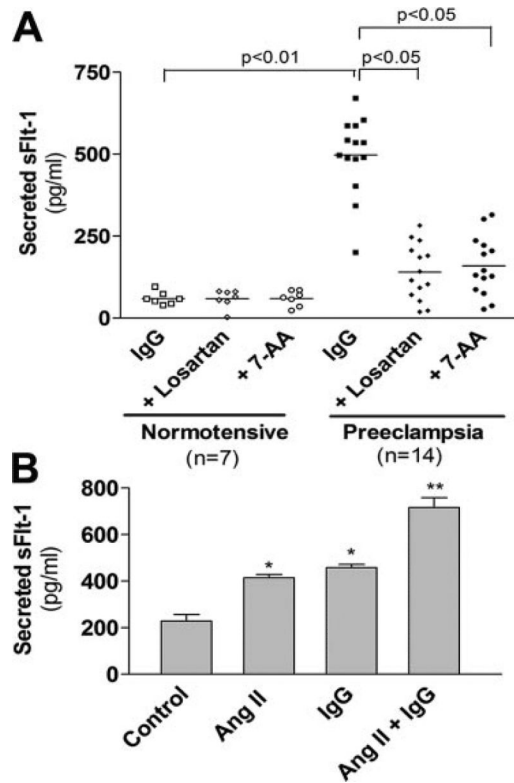 A
p<0.05
p<0.01
p<0.05
Secreted sFlt-1
(pg/ml)
750
500
250
0
IgG
+ Losartan
+ 7-AA
IgG
+ Losartan
+ 7-AA
Normotensive
(n=7)
Preeclampsia
(n=14)
B
Secreted sFlt-1
(pg/ml)
800
600
400
200
0
*
*
**
Control
Ang II
IgG
Ang II + IgG